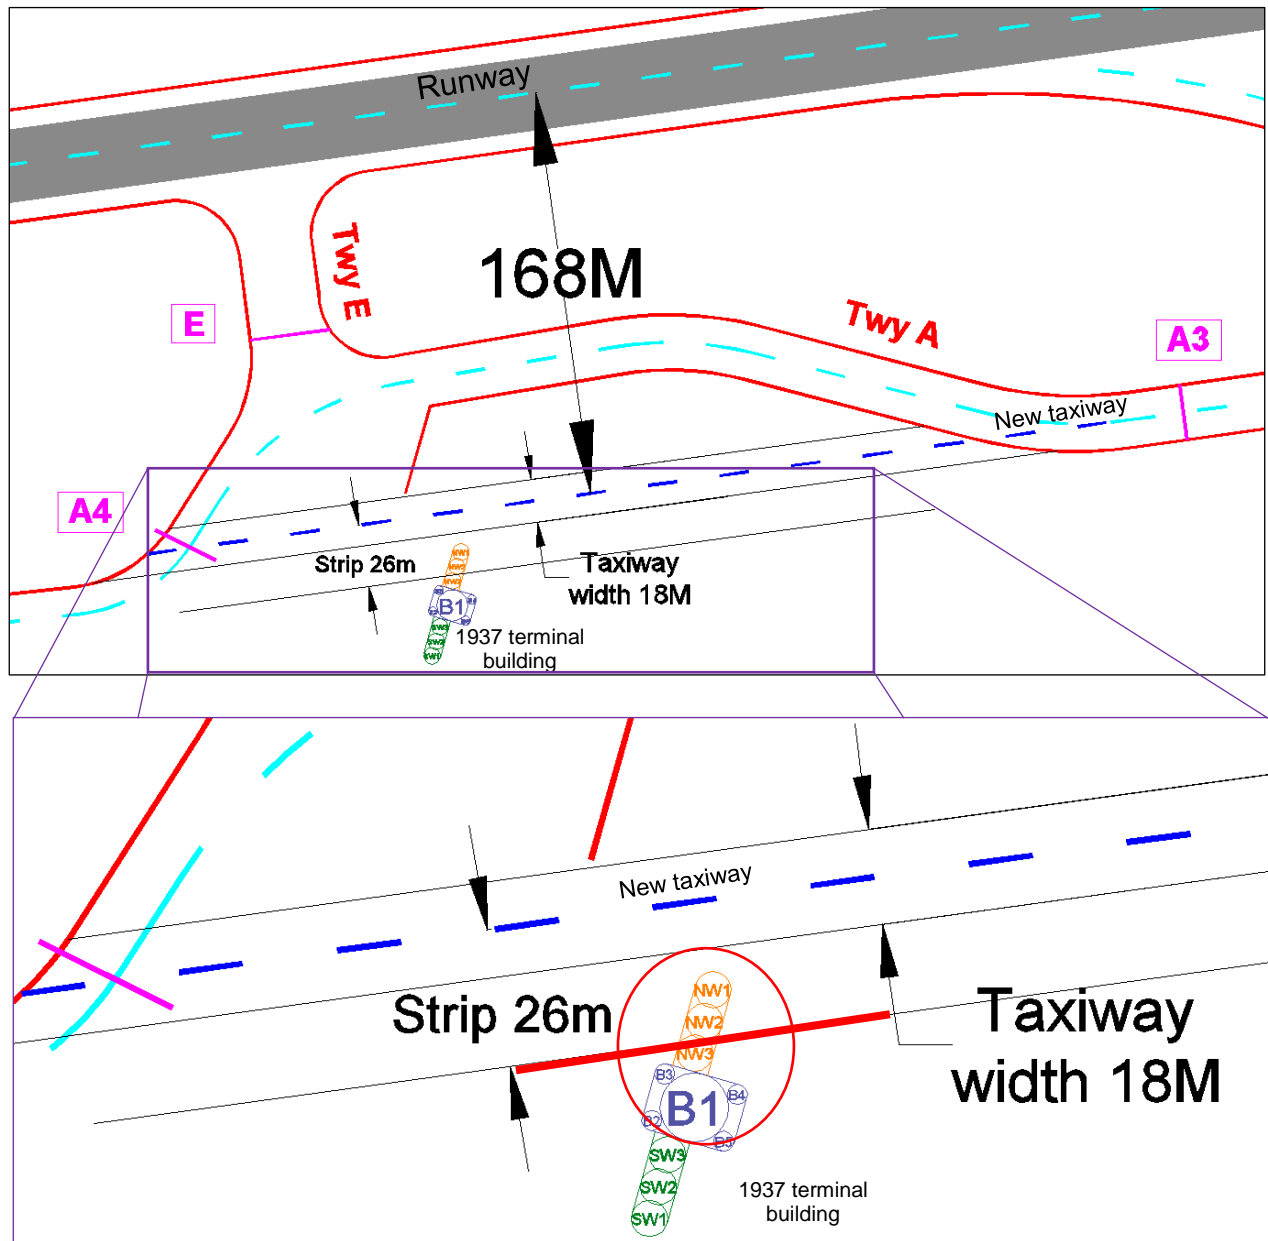 Runway
Twy E
168M
E
Twy A
A3
New taxiway
A4
Strip 26m
Taxiway
width 18M
NW1
NW2
NW3
B1
SW3
SW2
SW1
1937 terminal
building
New taxiway
Strip 26m
NW1
NW2
NW3
B3
B4
B1
B2
B5
SW3
SW2
SW1
Taxiway
width 18M
1937 terminal
building